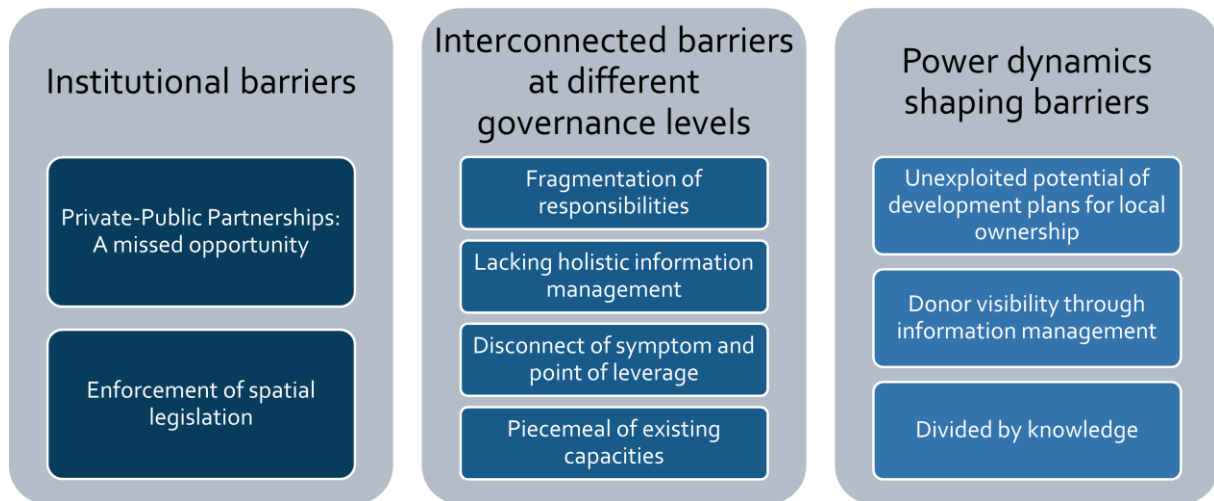 Institutional barriers
Private-Public Partnerships:
A missed opportunity
Enforcement of spatial
legislation
Interconnected barriers
at different
governance levels
Fragmentation of
responsibilities
Lacking holistic information
management
Disconnect of symptom and
point of leverage
Piecemeal of existing
capacities
Power dynamics
shaping barriers
Unexploited potential of
development plans for local
ownership
Donor visibility through
information management
Divided by knowledge